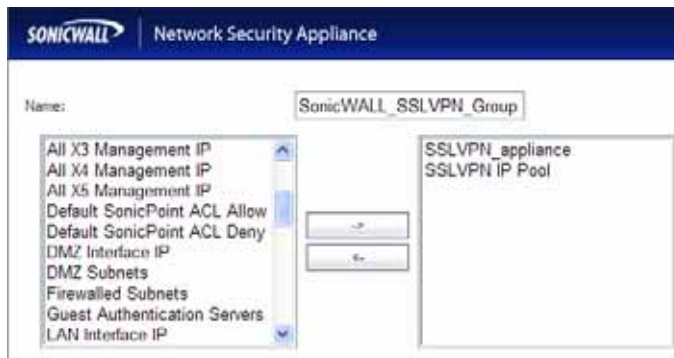 SONICWALL | Network Security Appliance
Name:
SonicWALL_SSLVPN_Group
All X3 Management IP
All X4 Management IP
All X5 Management IP
Default SonicPoint ACL Allow
Default SonicPoint ACL Deny
DMZ Interface IP
DMZ Subnets
Firewalled Subnets
Guest Authentication Servers
LAN Interface IP
->
<-
SSLVPN_appliance
SSLVPN IP Pool